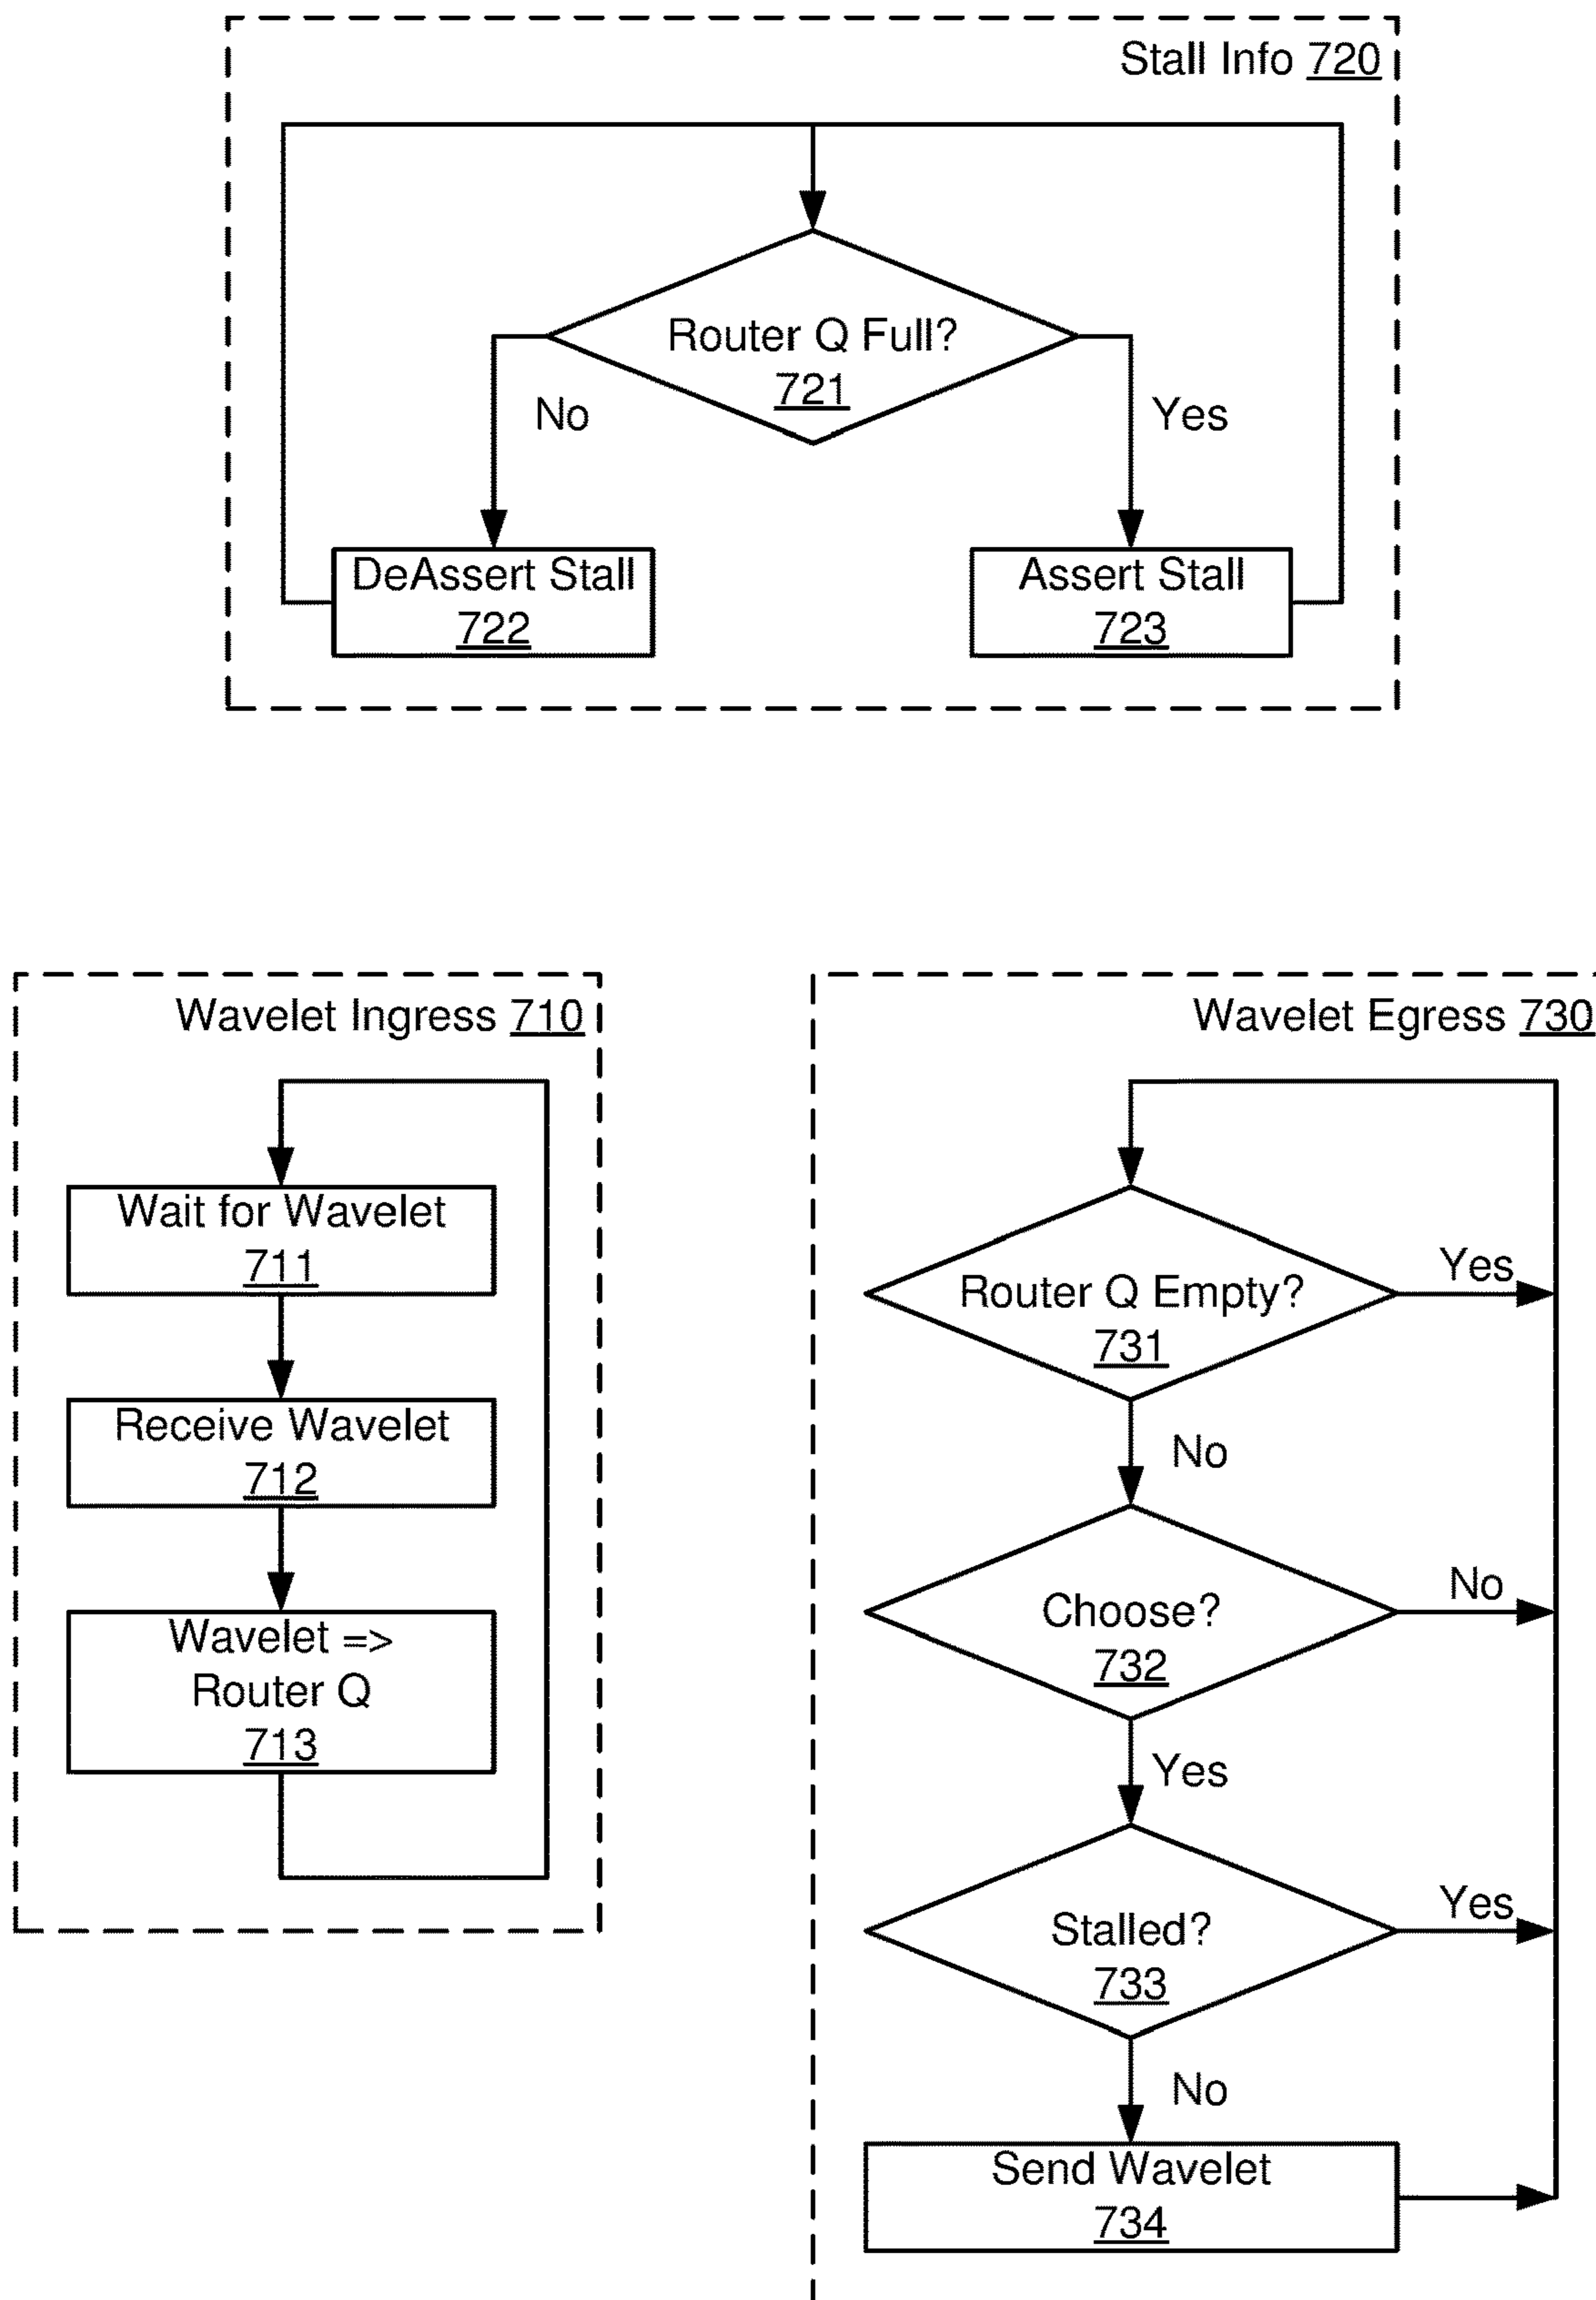 Stall Info 720
Router Q Full?
721
No
Yes
DeAssert Stall
722
Assert Stall
723
Wavelet Ingress 710
Wait for Wavelet
711
Receive Wavelet
712
Wavelet =>
Router Q
713
Wavelet Egress 730
Router Q Empty?
731
Yes
No
Choose?
732
No
Yes
Stalled?
733
Yes
No
Send Wavelet
734